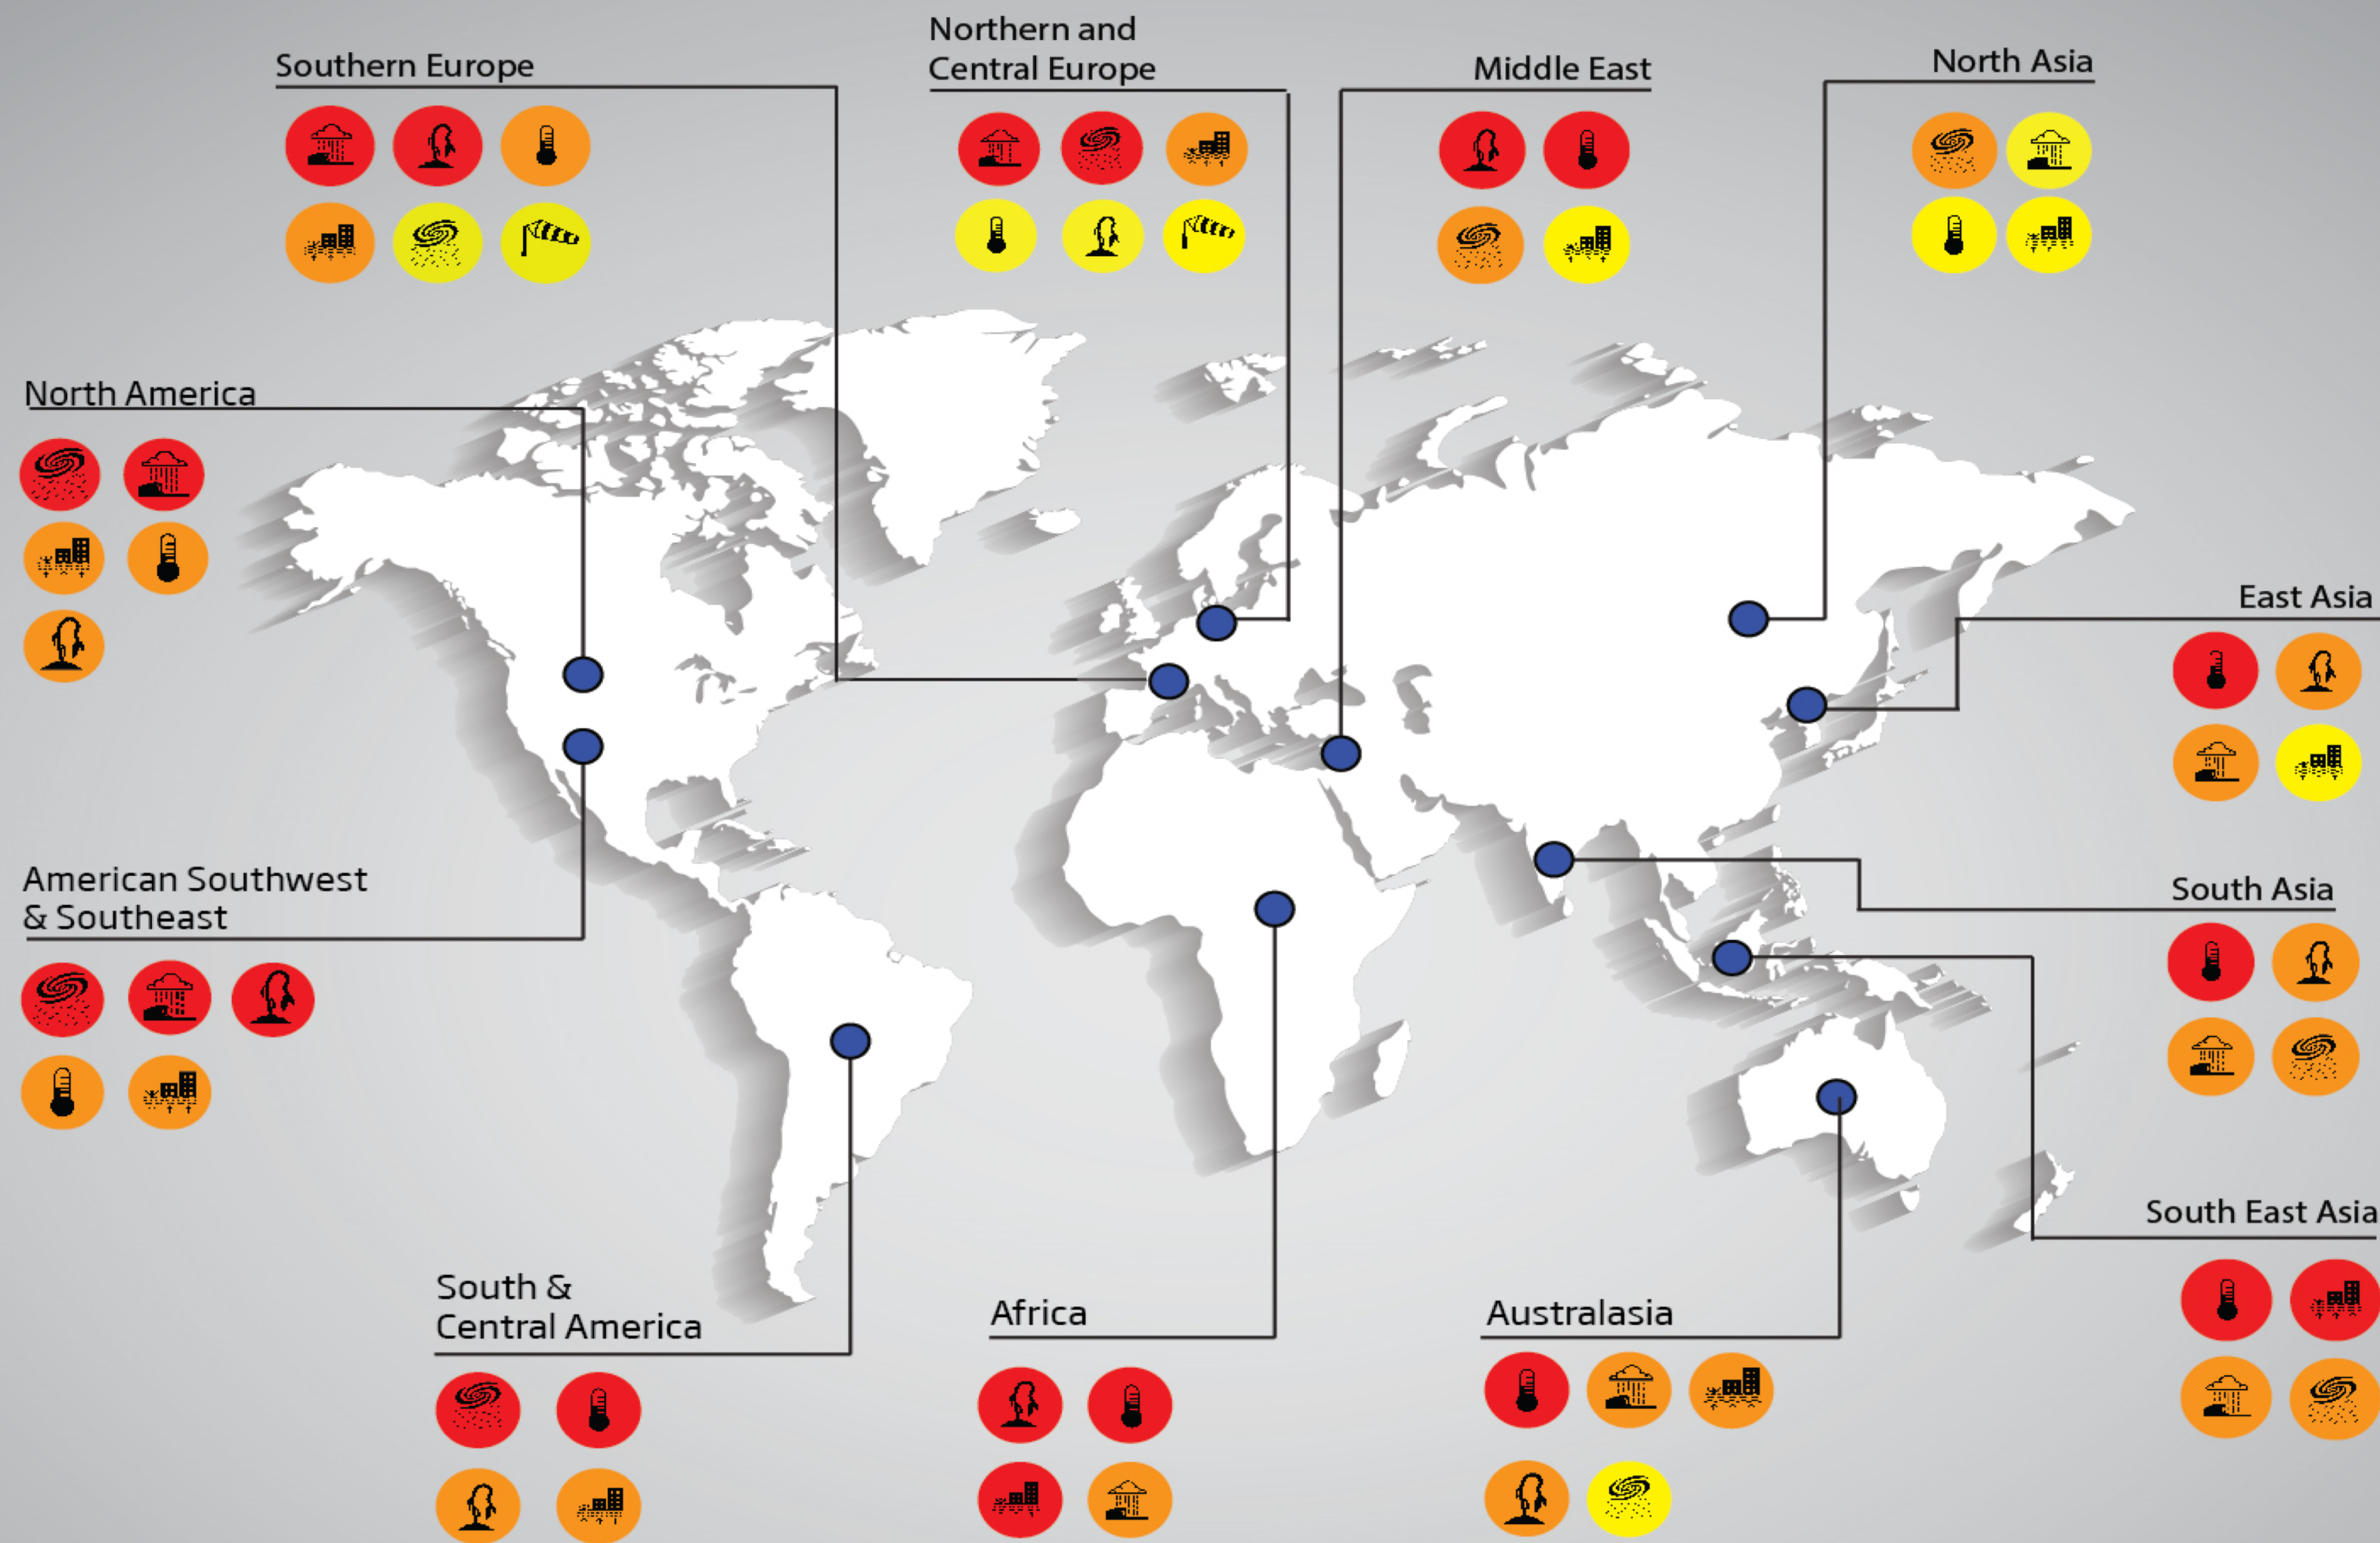 Northern and
Central Europe
Southern Europe
Middle East
North Asia
North America
East Asia
American Southwest
& Southeast
South Asia
South East Asia
South &
Central America
Africa
Australasia